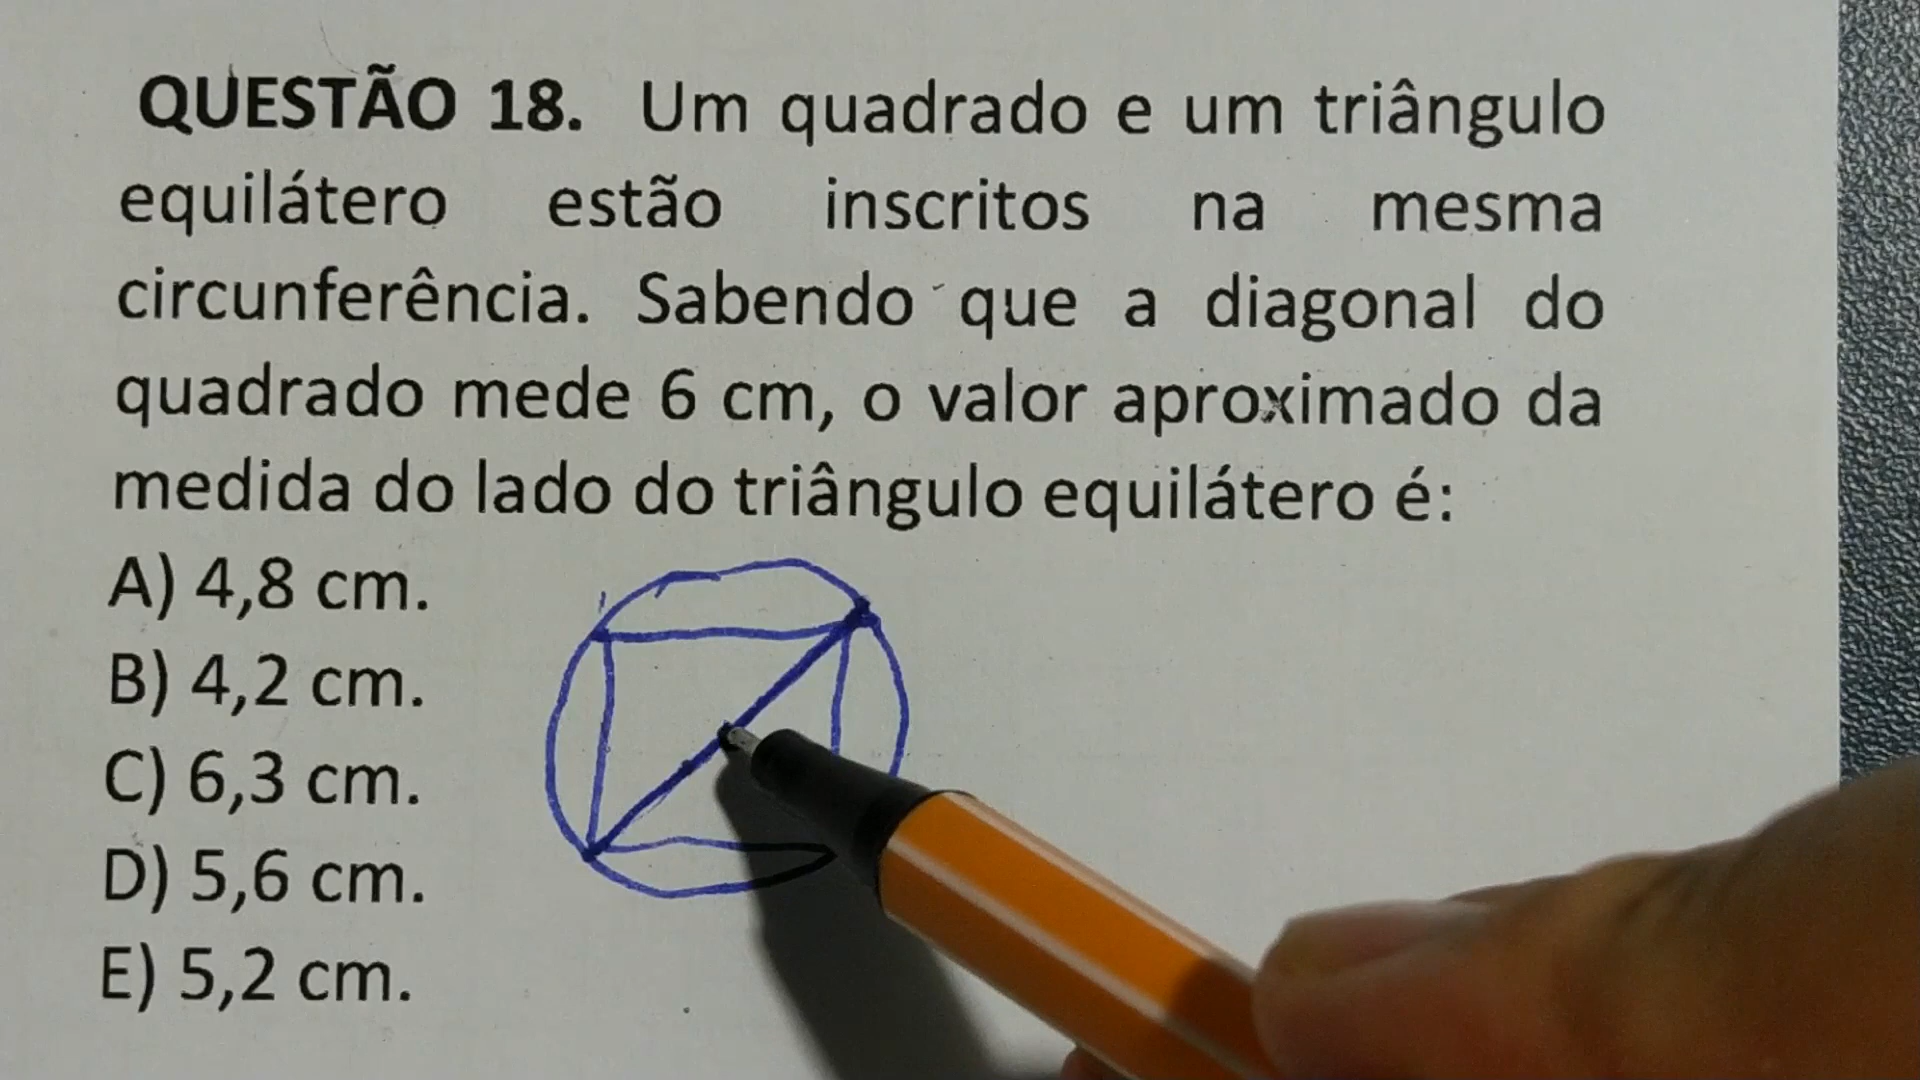 QUESTÃO 18. Um quadrado e um triângulo
equilátero estão inscritos na mesma
circunferência. Sabendo que a diagonal do
quadrado mede 6 cm, o valor aproximado da
medida do lado do triângulo equilátero é:
A) 4,8 cm.
B) 4,2 cm.
C) 6,3 cm.
D) 5,6 cm.
E) 5,2 cm.